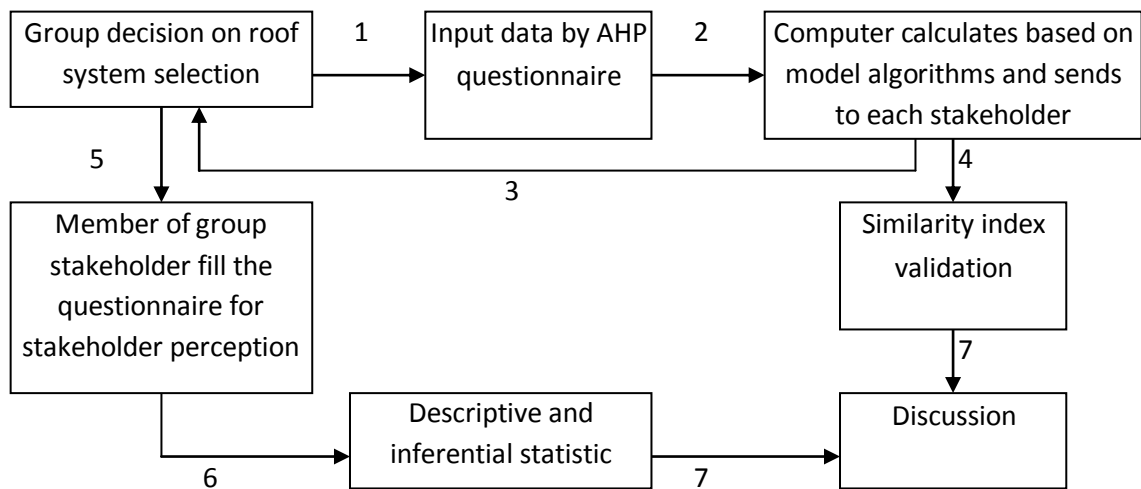 Group decision on roof
system selection
1
Input data by AHP
questionnaire
2
Computer calculates based on
model algorithms and sends
to each stakeholder
5
3
4
Member of group
stakeholder fill the
questionnaire for
stakeholder perception
Similarity index
validation
7
Descriptive and
inferential statistic
Discussion
6
7